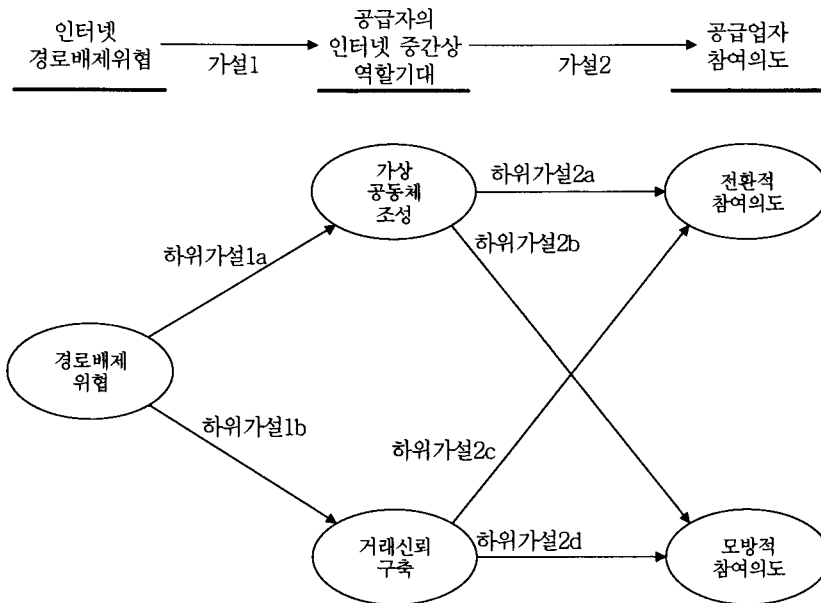 인터넷
경로배제위협
가설1
공급자의
인터넷 중간상
역할기대
가설2
공급업자
참여의도
가상
공동체
조성
하위가설2a
전환적
참여의도
하위가설2b
하위가설1a
경로배제
위협
하위가설1b
하위가설2c
거래신뢰
구축
하위가설2d
모방적
참여의도